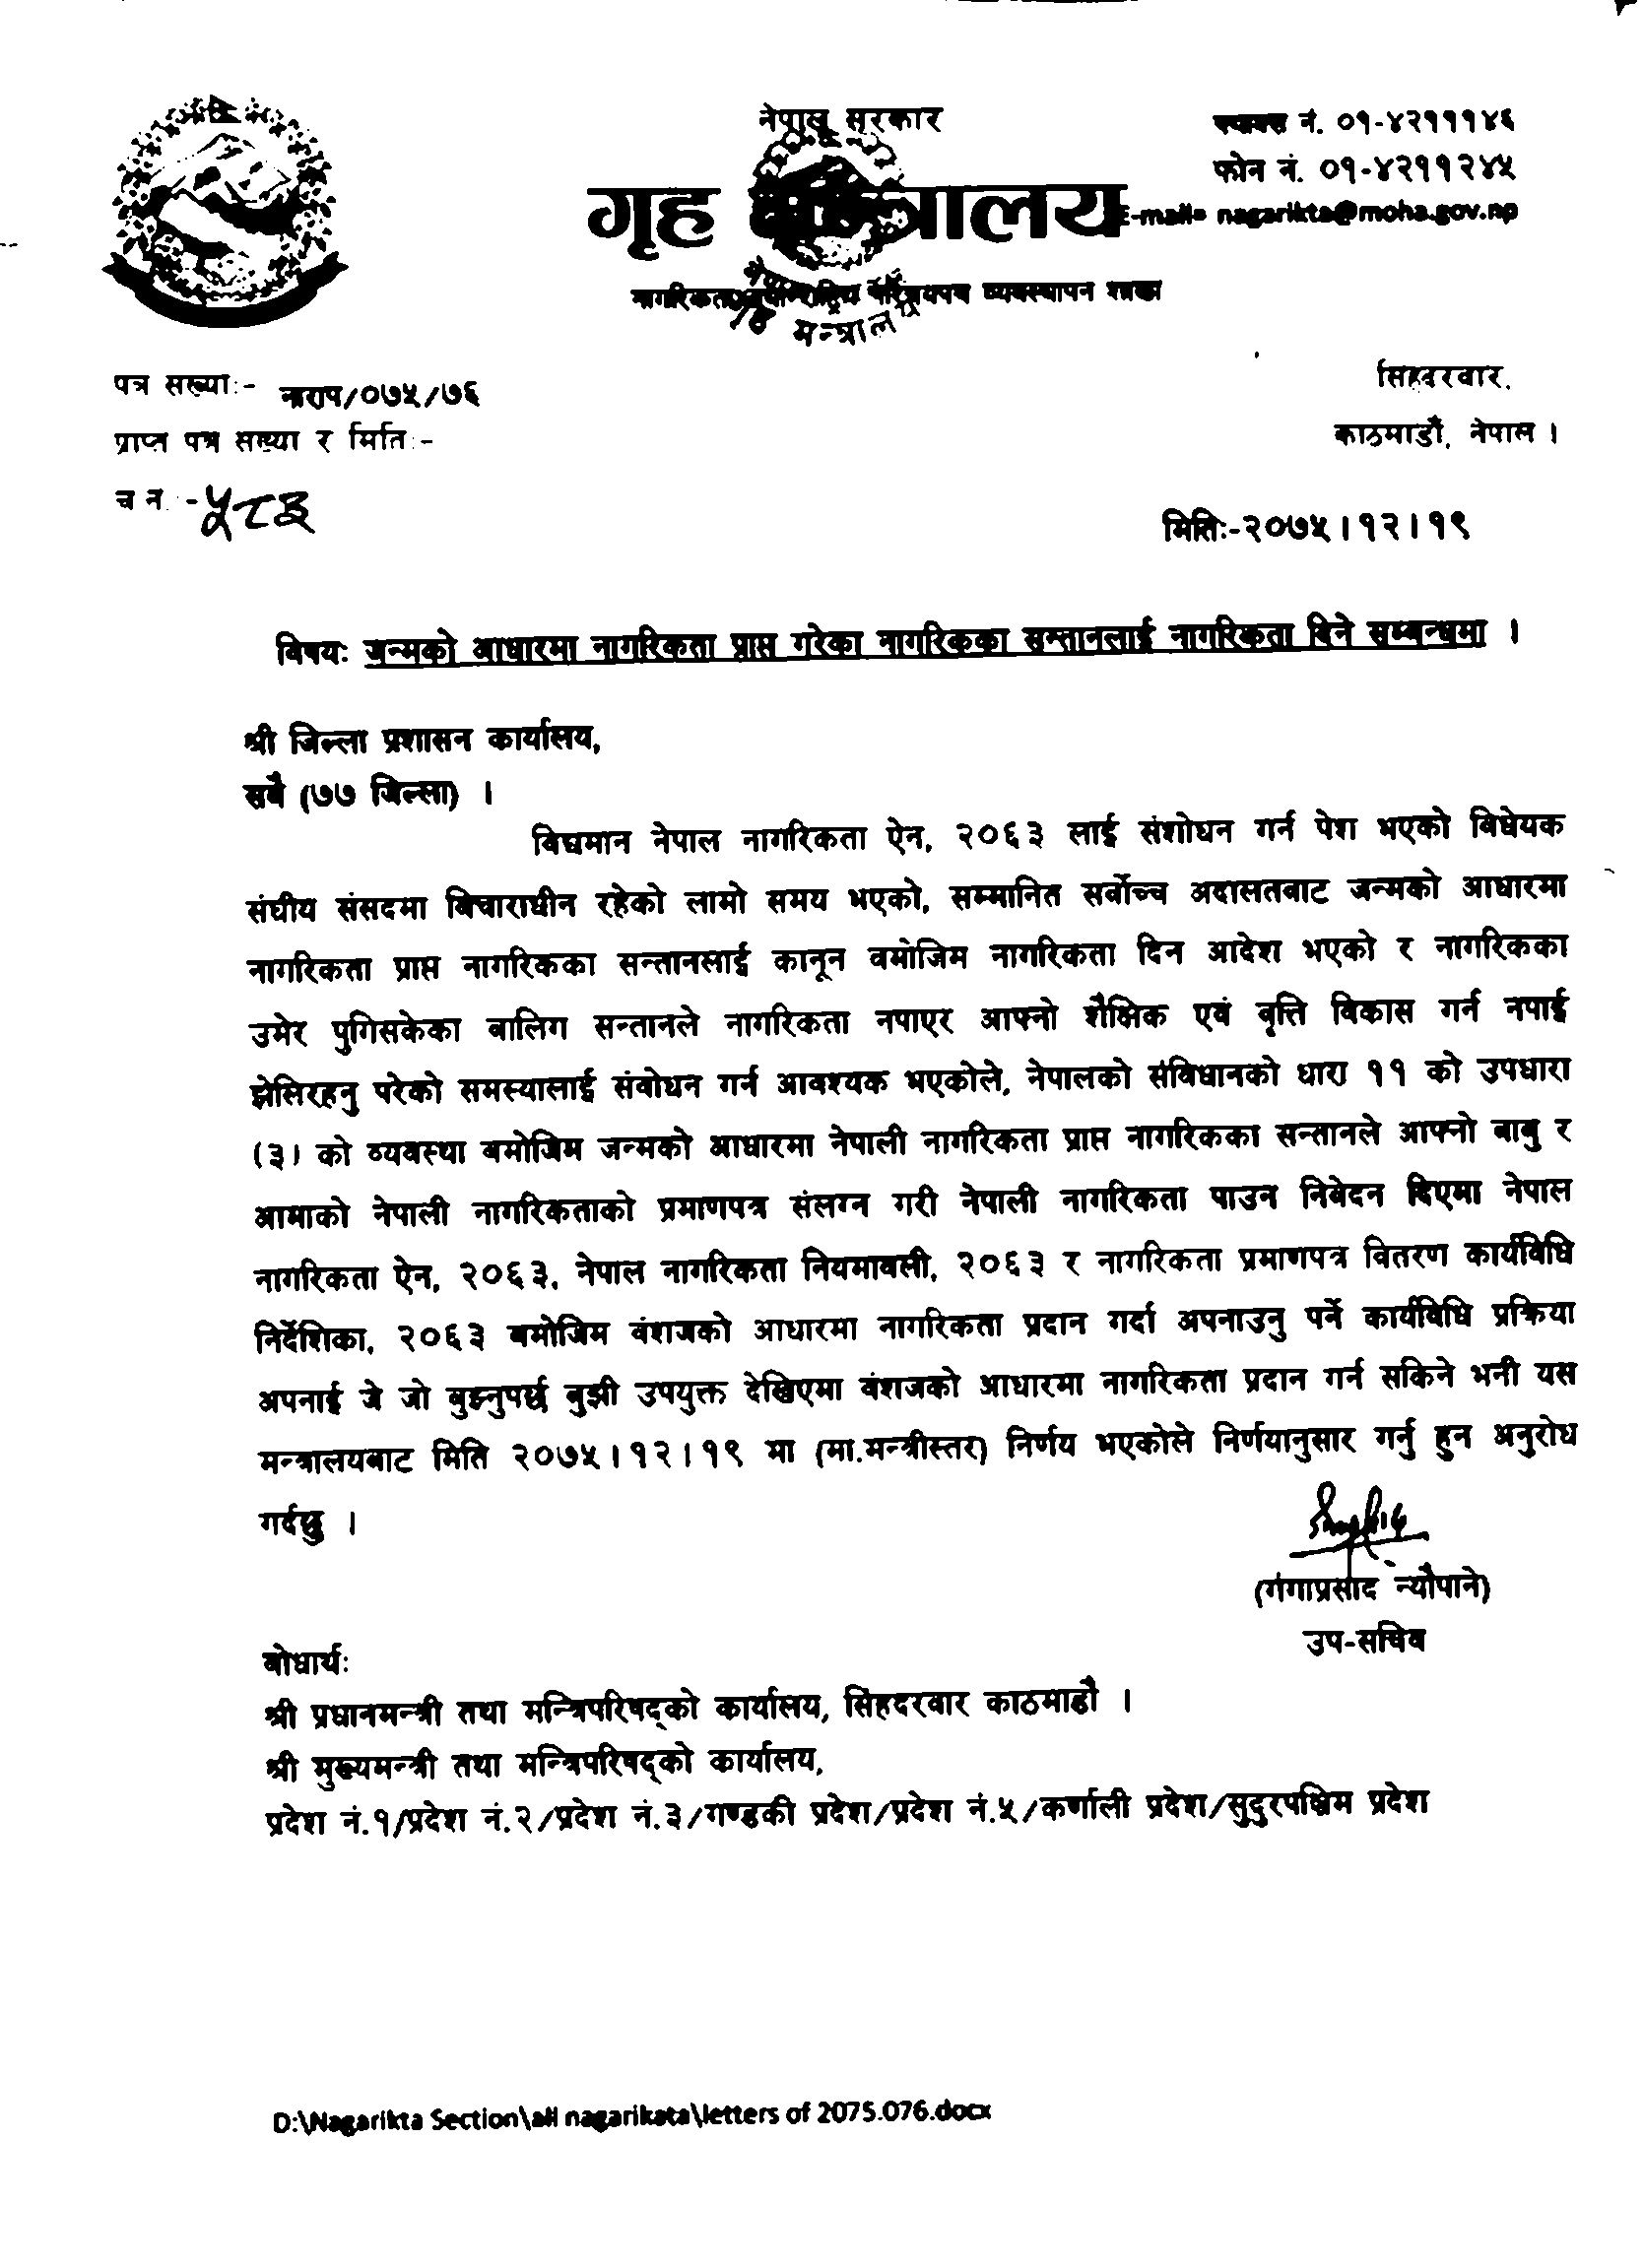 नेपाल सरकार
गृह मन्त्रालय
फ्याक्स नं. ०१-४२१११४६
फोन नं. ०१-४२११२४५
E-mail= nagarikta@moha.gov.np
व्यवस्थापन शाखा
गृह मन्त्रालय
पत्र सख्याः- नाराप/०७५/७६
प्राप्त पत्र सख्या र मितिः-
च न :- ५८३
सिंहदरवार,
काठमाडौं, नेपाल ।
मितिः-२०७५।१२।१९
विषयः जन्मको आधारमा नागरिकता प्राप्त गरेका नागरिकका सन्तानलाई नागरिकता दिने सम्बन्धमा ।
श्री जिल्ला प्रशासन कार्यालय,
सबै (७७ जिल्ला) ।
विद्यमान नेपाल नागरिकता ऐन, २०६३ लाई संशोधन गर्न पेश भएको विधेयक
संघीय संसदमा विचाराधीन रहेको लामो समय भएको, सम्मानित सर्वोच्च अदालतबाट जन्मको आधारमा
नागरिकता प्राप्त नागरिकका सन्तानलाई कानून वमोजिम नागरिकता दिन आदेश भएको र नागरिकका
उमेर पुगिसकेका बालिग सन्तानले नागरिकता नपाएर आफ्नो शैक्षिक एवं वृत्ति विकास गर्न नपाई
झेलिरहनु परेको समस्यालाई संवोधन गर्न आवश्यक भएकोले, नेपालको संविधानको धारा ११ को उपधारा
(३) को व्यवस्था बमोजिम जन्मको आधारमा नेपाली नागरिकता प्राप्त नागरिकका सन्तानले आफ्नो बाबु र
आमाको नेपाली नागरिकताको प्रमाणपत्र संलग्न गरी नेपाली नागरिकता पाउन निवेदन दिएमा नेपाल
नागरिकता ऐन, २०६३, नेपाल नागरिकता नियमावली, २०६३ र नागरिकता प्रमाणपत्र वितरण कार्यविधि
निर्देशिका, २०६३ बमोजिम वंशजको आधारमा नागरिकता प्रदान गर्दा अपनाउनु पर्ने कार्यविधि प्रक्रिया
अपनाई जे जो बुझ्नुपर्छ बुझी उपयुक्त देखिएमा वंशजको आधारमा नागरिकता प्रदान गर्न सकिने भनी यस
मन्त्रालयबाट मिति २०७५।१२।१९ मा (मा.मन्त्रीस्तर) निर्णय भएकोले निर्णयानुसार गर्नु हुन अनुरोध
गर्दछु ।
(गंगाप्रसाद न्यौपाने)
उप-सचिव
बोधार्थः
श्री प्रधानमन्त्री तथा मन्त्रिपरिषद्को कार्यालय, सिंहदरवार काठमाडौं ।
श्री मुख्यमन्त्री तथा मन्त्रिपरिषद्को कार्यालय,
प्रदेश नं.१/प्रदेश नं.२/प्रदेश नं.३/गण्डकी प्रदेश/प्रदेश नं.५/कर्णाली प्रदेश/सुदुरपश्चिम प्रदेश
D:\Nagarikta Section\all nagarikata\letters of 2075.076.docx